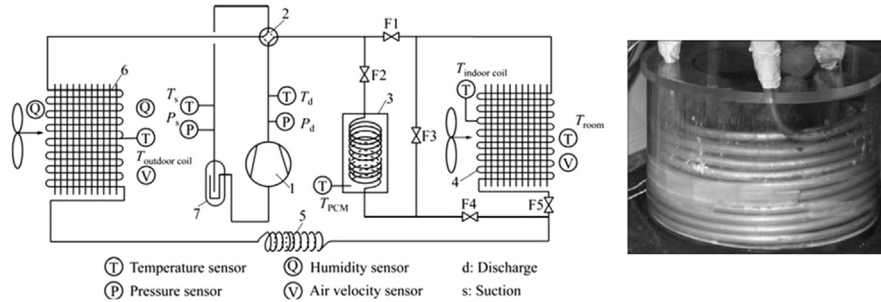 2
F1
6
T indoor coil
Q
Q
T s
T
T
T d
F2
3
T
T room
P s
P
P
P d
F3
T
T
T outdoor coil
V
V
1
T
T PCM
4
F4
F5
7
5
T Temperature sensor
Q Humidity sensor
d: Discharge
P Pressure sensor
V Air velocity sensor
s: Suction